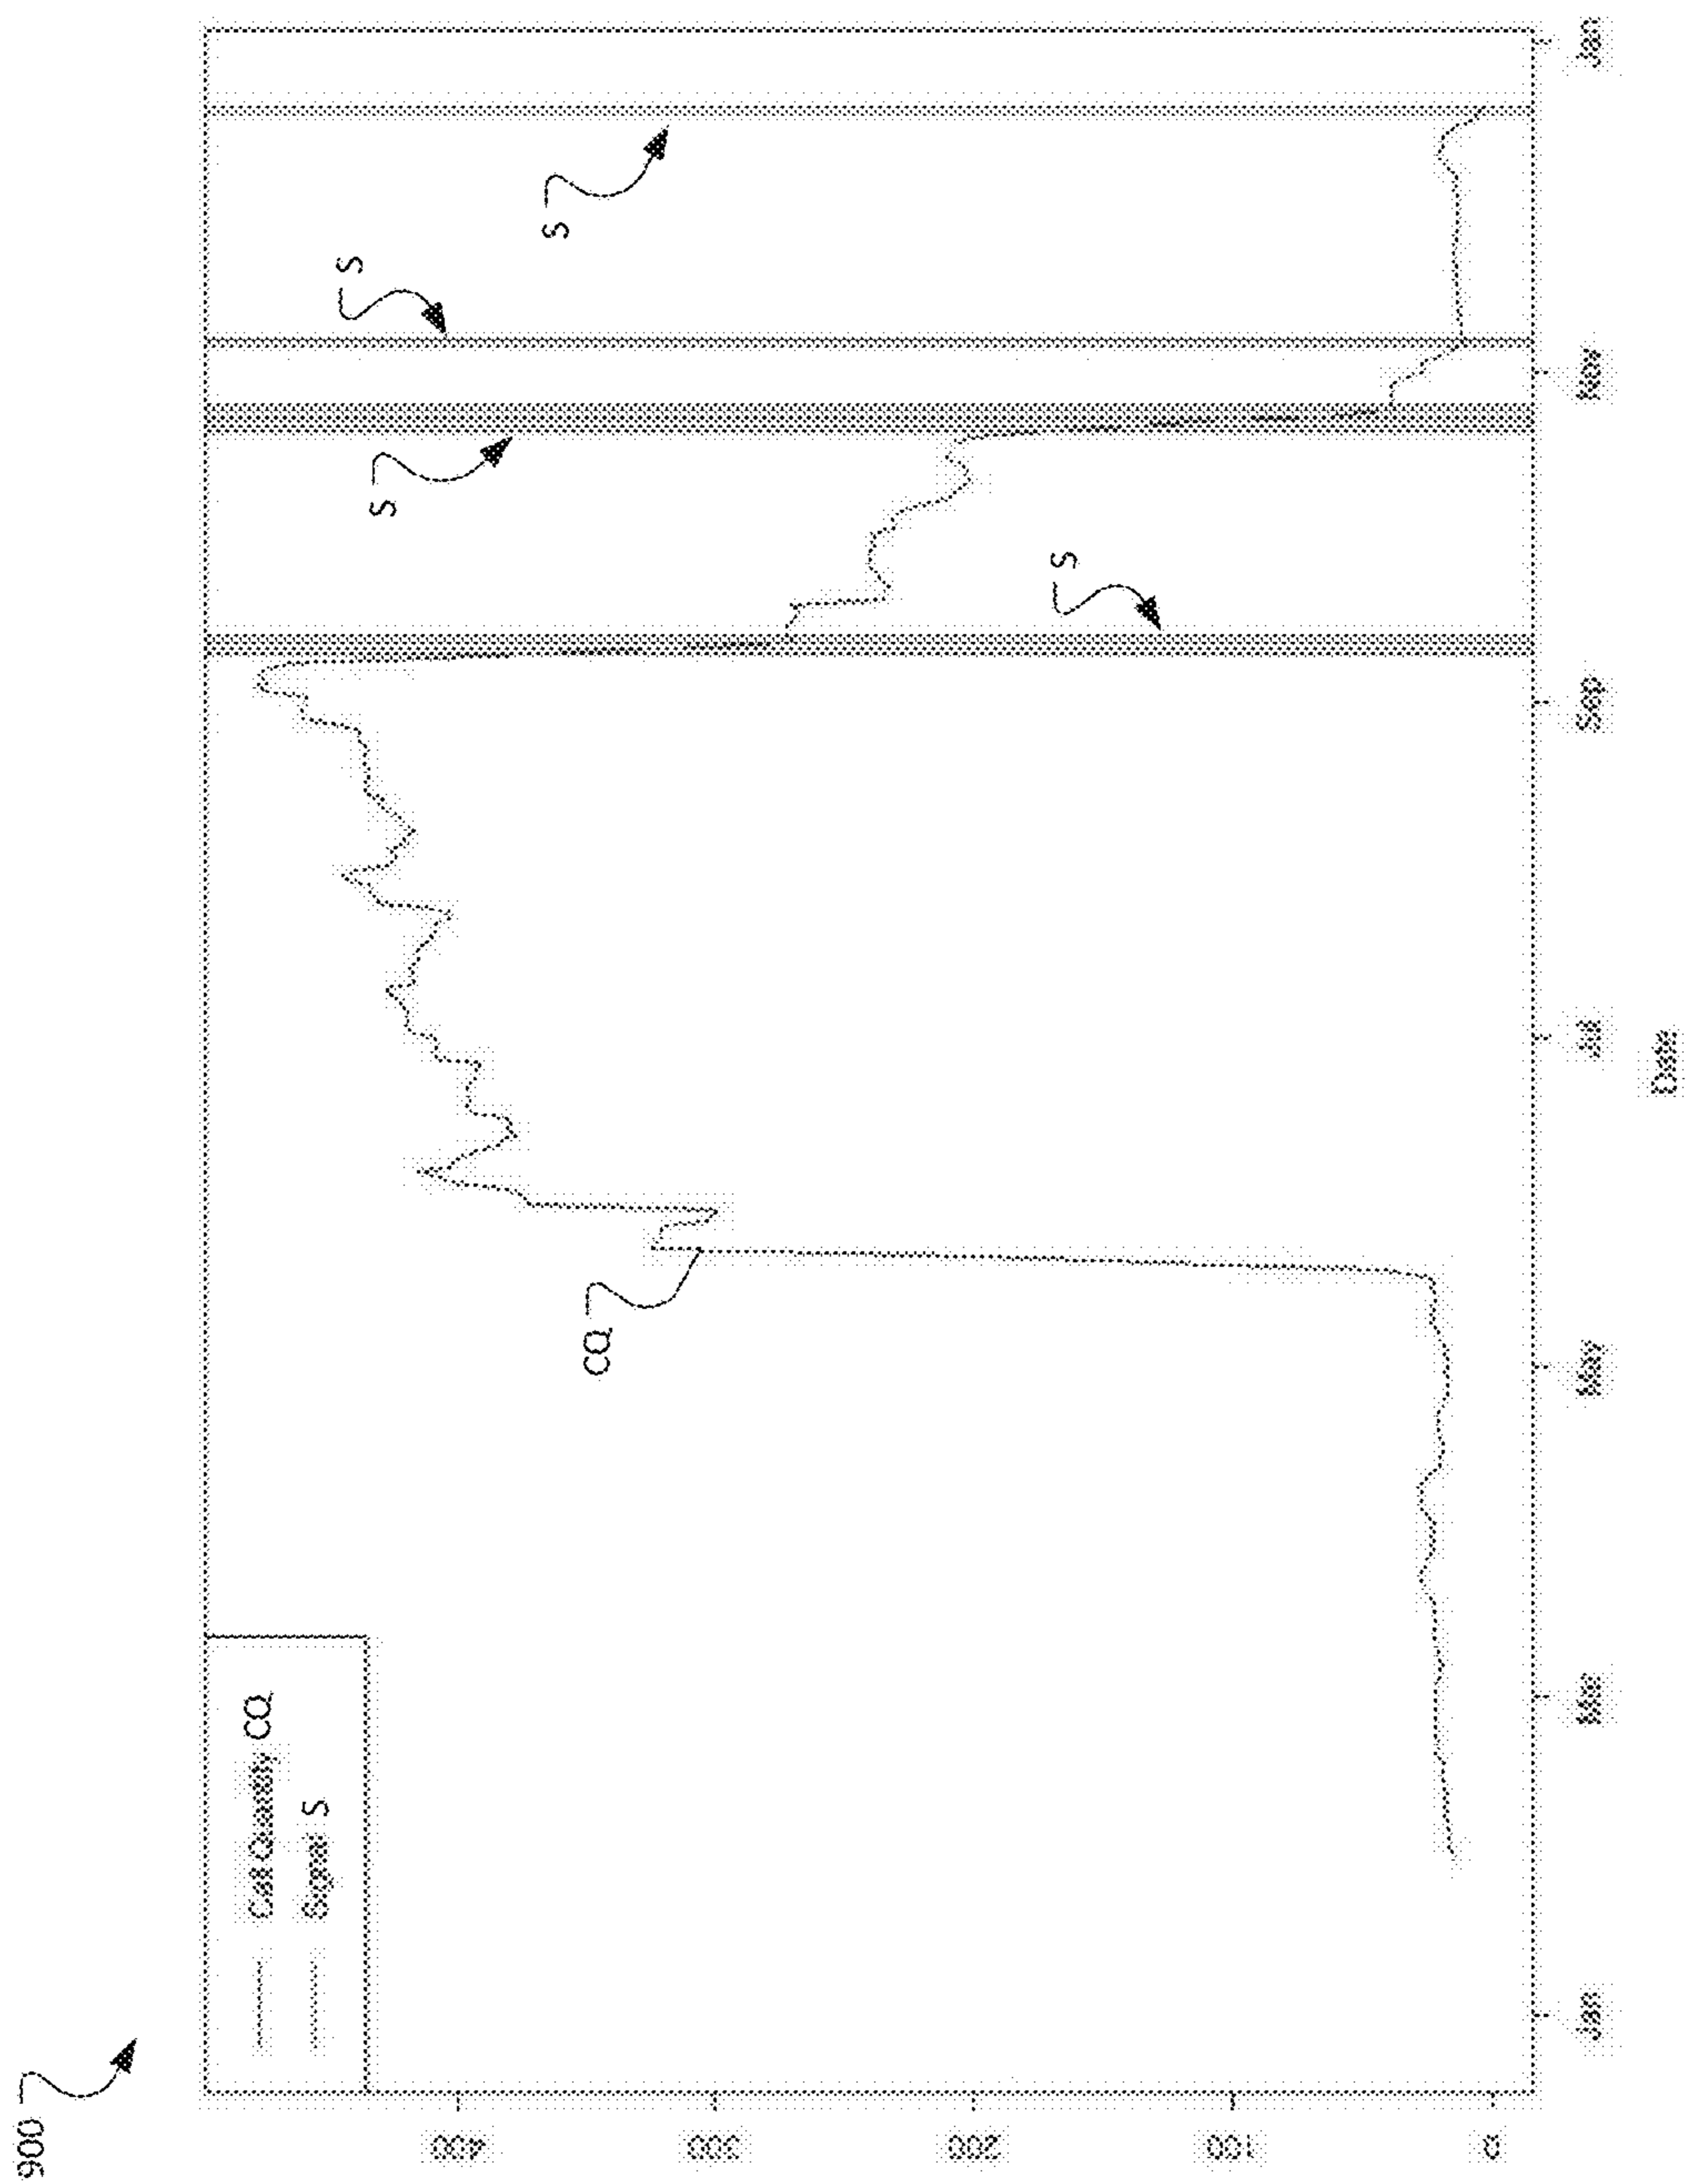 900
Call Quantity CQ
Signal S
CQ
S
S
S
S
400
300
200
100
0
Jan
Mar
May
Jul
Sep
Nov
Jan
Date